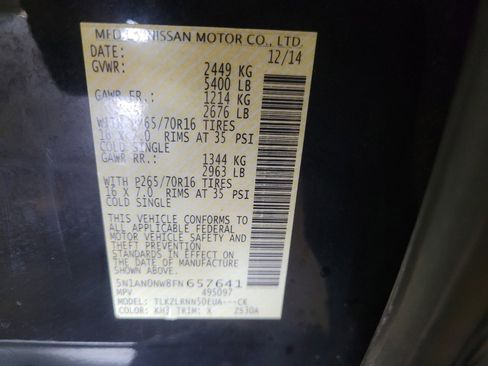 MFD BY NISSAN MOTOR CO., LTD.
DATE: 12/14
GVWR: 2449 KG
5400 LB
GAWR FR.: 1214 KG
2676 LB
WITH P265/70R16 TIRES
16 X 7.0 RIMS AT 35 PSI
COLD SINGLE
GAWR RR.: 1344 KG
2963 LB
WITH P265/70R16 TIRES
16 X 7.0 RIMS AT 35 PSI
COLD SINGLE
THIS VEHICLE CONFORMS TO
ALL APPLICABLE FEDERAL
MOTOR VEHICLE SAFETY AND
THEFT PREVENTION
STANDARDS IN EFFECT ON
THE DATE OF MANUFACTURE
SHOWN ABOVE.
5N1AN0NW8FN657641
MPV 495097
MODEL: TLKZLRNN50EUA---CK
COLOR: KH3 TRIM: X ZS30A